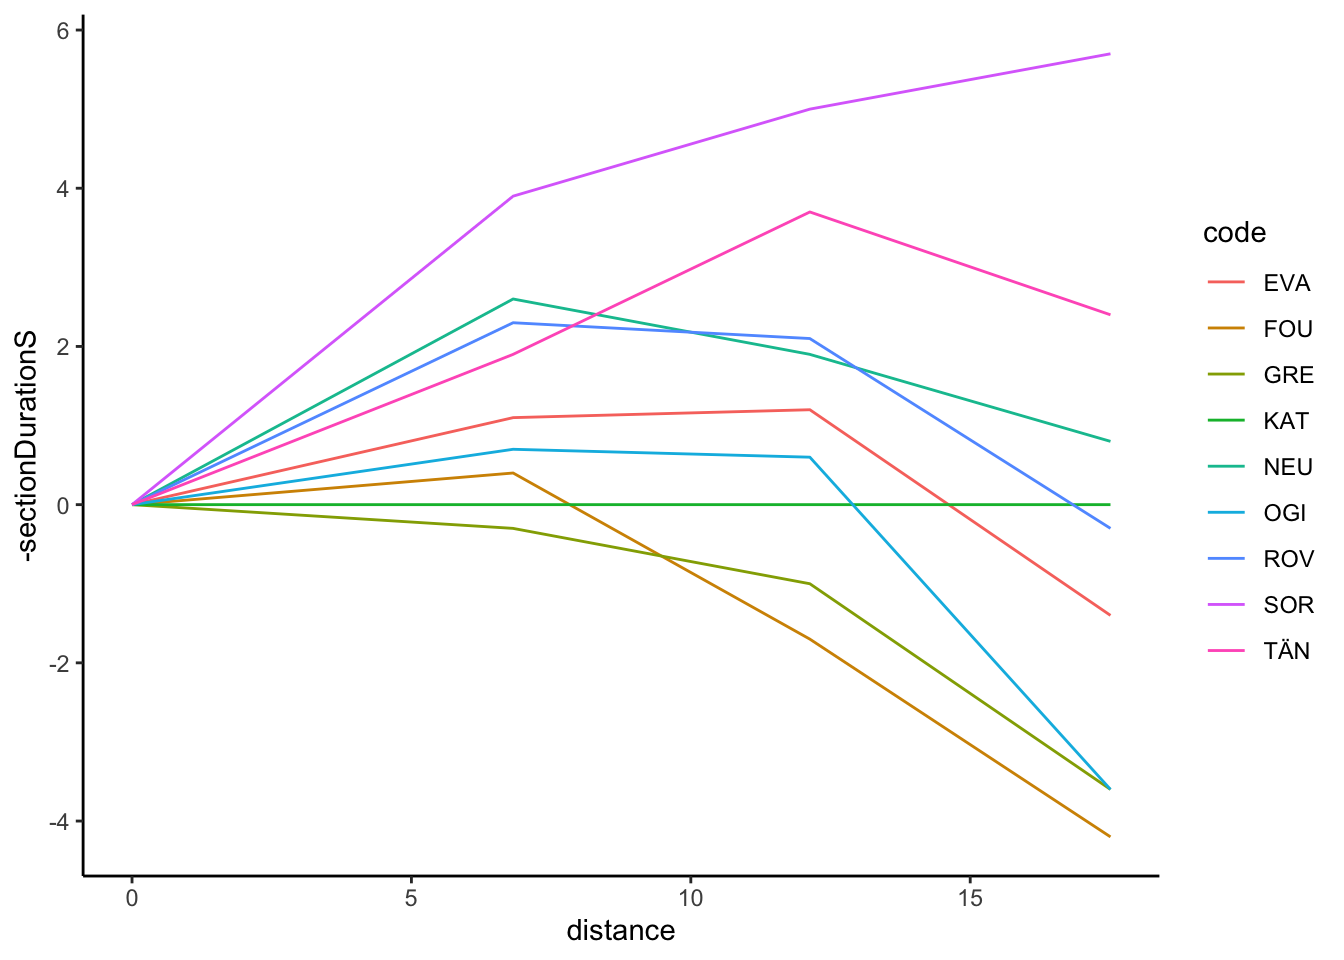 6
4
2
0
-2
-4
-sectionDurationS
0 5 10 15
distance
code
EVA
FOU
GRE
KAT
NEU
OGI
ROV
SOR
TÄN